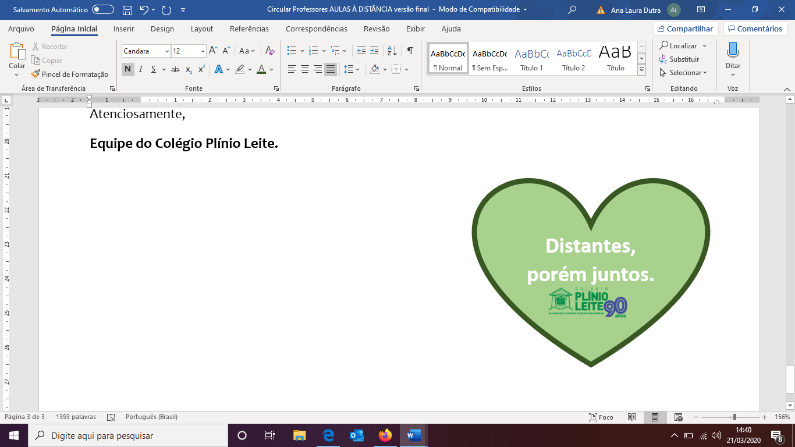 Salvamento Automático
Circular Professores AULAS À DISTÂNCIA versão final - Modo de Compatibilidade
Ana Laura Dutra
AL
Arquivo
Página Inicial
Inserir
Design
Layout
Referências
Correspondências
Revisão
Exibir
Ajuda
Compartilhar
Comentários
Colar
Recortar
Copiar
Pincel de Formatação
Área de Transferência
Candara
12
Fonte
Parágrafo
AaBbCcDc
¶ Normal
AaBbCcDc
¶ Sem Esp...
AaBbCc
Título 1
AaBbCcD
Título 2
AaB
Título
Estilos
Localizar
Substituir
Selecionar
Editando
Ditar
Voz
Atenciosamente,
Equipe do Colégio Plínio Leite.
Distantes,
porém juntos.
COLÉGIO
PLÍNIO
LEITE
90
anos
Página 3 de 3
1393 palavras
Português (Brasil)
Foco
156%
Digite aqui para pesquisar
14:40
21/03/2020
8